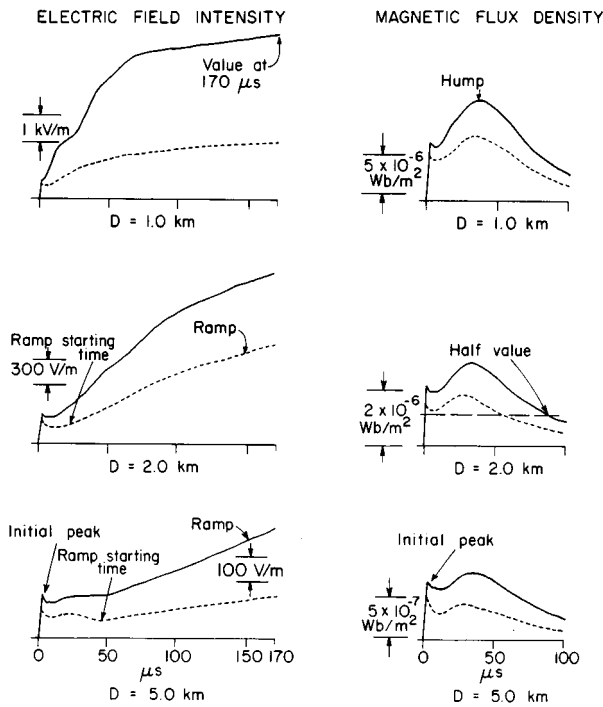 ELECTRIC FIELD INTENSITY
Value at
170 μs
1 kV/m
D = 1.0 km
Ramp starting
time
300 V/m
Ramp
D = 2.0 km
Initial peak
Ramp starting
time
Ramp
100 V/m
0 50 100 150 170
μs
D = 5.0 km
MAGNETIC FLUX DENSITY
Hump
5 x 10⁻⁶
Wb/m²
D = 1.0 km
Half value
2 x 10⁻⁶
Wb/m²
D = 2.0 km
Initial peak
5 x 10⁻⁷
Wb/m²
0 50 100
μs
D = 5.0 km